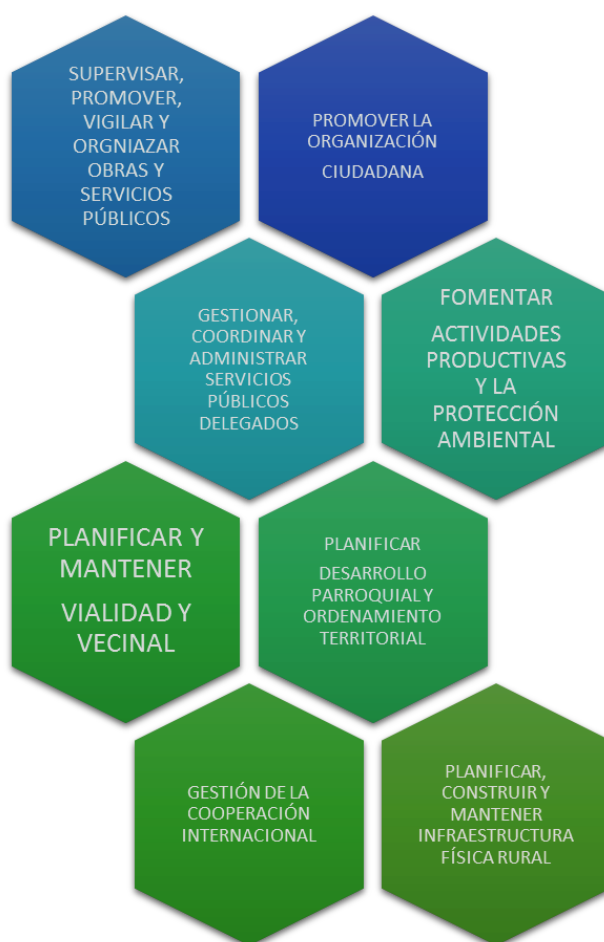 SUPERVISAR,
PROMOVER,
VIGILAR Y
ORGNIAZAR
OBRAS Y
SERVICIOS
PÚBLICOS
PROMOVER LA
ORGANIZACIÓN
CIUDADANA
GESTIONAR,
COORDINAR Y
ADMINISTRAR
SERVICIOS
PÚBLICOS
DELEGADOS
FOMENTAR
ACTIVIDADES
PRODUCTIVAS
Y LA
PROTECCIÓN
AMBIENTAL
PLANIFICAR Y
MANTENER
VIALIDAD Y
VECINAL
PLANIFICAR
DESARROLLO
PARROQUIAL Y
ORDENAMIENTO
TERRITORIAL
GESTIÓN DE LA
COOPERACIÓN
INTERNACIONAL
PLANIFICAR,
CONSTRUIR Y
MANTENER
INFRAESTRUCTURA
FÍSICA RURAL